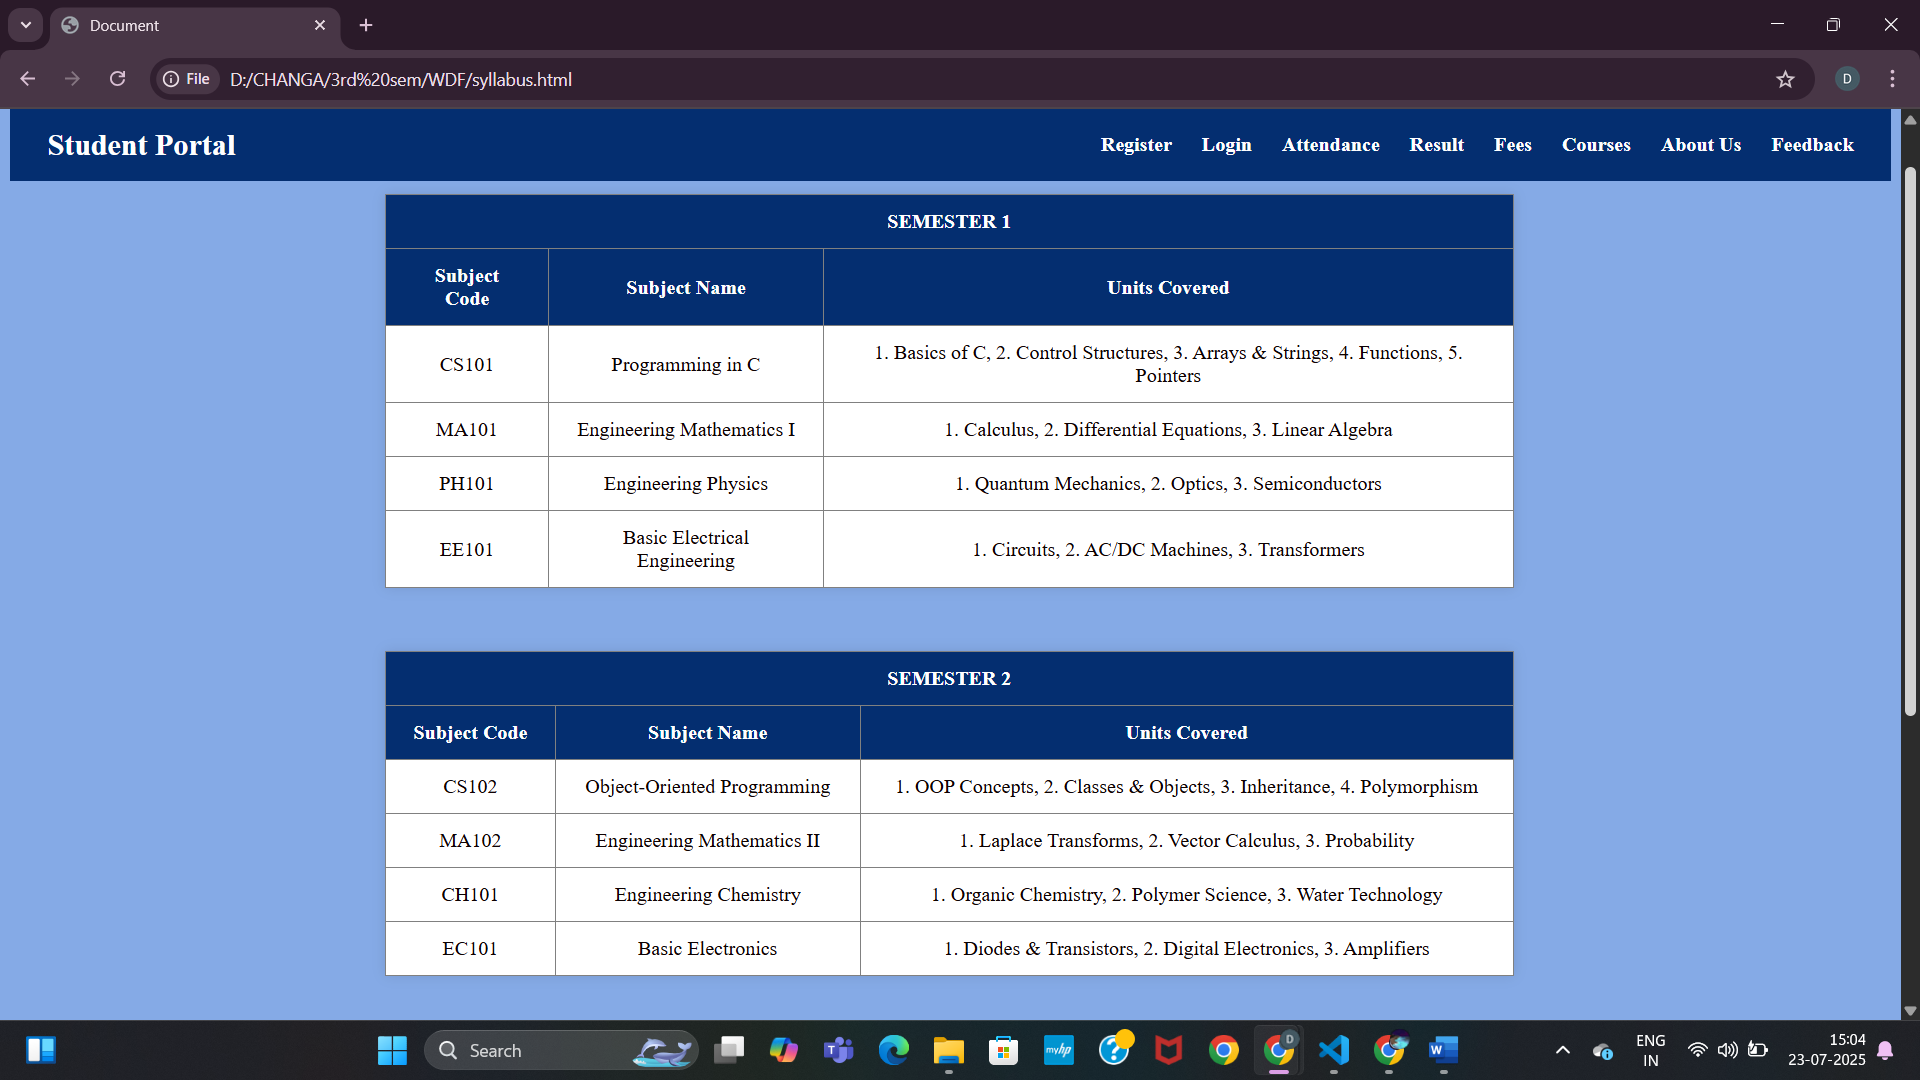 Document
File
D:/CHANGA/3rd%20sem/WDF/syllabus.html
D
Student Portal
Register Login Attendance Result Fees Courses About Us Feedback
SEMESTER 1
Subject
Code
Subject Name
Units Covered
CS101
Programming in C
1. Basics of C, 2. Control Structures, 3. Arrays & Strings, 4. Functions, 5.
Pointers
MA101
Engineering Mathematics I
1. Calculus, 2. Differential Equations, 3. Linear Algebra
PH101
Engineering Physics
1. Quantum Mechanics, 2. Optics, 3. Semiconductors
EE101
Basic Electrical
Engineering
1. Circuits, 2. AC/DC Machines, 3. Transformers
SEMESTER 2
Subject Code
Subject Name
Units Covered
CS102
Object-Oriented Programming
1. OOP Concepts, 2. Classes & Objects, 3. Inheritance, 4. Polymorphism
MA102
Engineering Mathematics II
1. Laplace Transforms, 2. Vector Calculus, 3. Probability
CH101
Engineering Chemistry
1. Organic Chemistry, 2. Polymer Science, 3. Water Technology
EC101
Basic Electronics
1. Diodes & Transistors, 2. Digital Electronics, 3. Amplifiers
Search
T
myhp
?
D
W
ENG
IN
15:04
23-07-2025